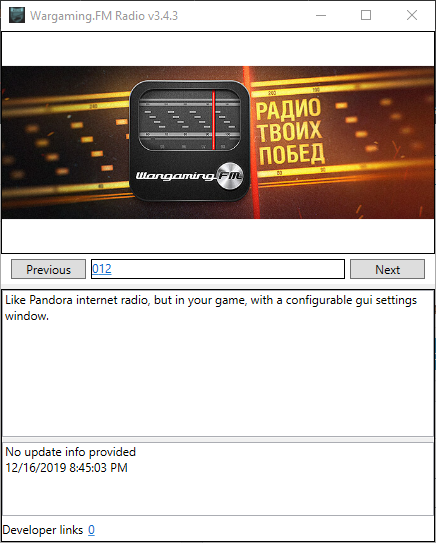 Wargaming.FM Radio v3.4.3
РАДИО
ТВОИХ
ПОБЕД
Wargaming.FM
Previous
012
Next
Like Pandora internet radio, but in your game, with a configurable gui settings
window.
No update info provided
12/16/2019 8:45:03 PM
Developer links 0